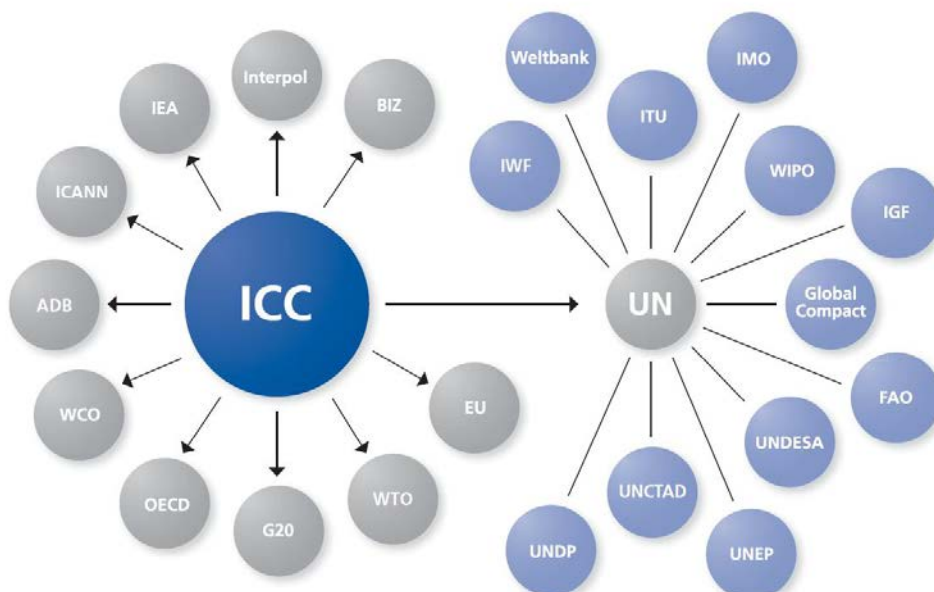 Weltbank
IMO
Interpol
IEA
BIZ
ITU
IWF
WIPO
ICANN
IGF
ADB
ICC
UN
Global
Compact
WCO
EU
FAO
UNDESA
OECD
G20
WTO
UNCTAD
UNDP
UNEP